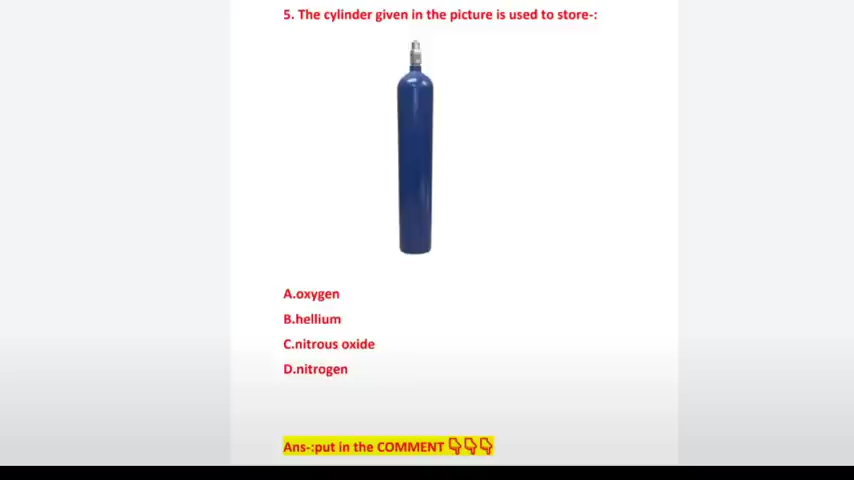 5. The cylinder given in the picture is used to store-:
A.oxygen
B.hellium
C.nitrous oxide
D.nitrogen
Ans-:put in the COMMENT 👇👇👇